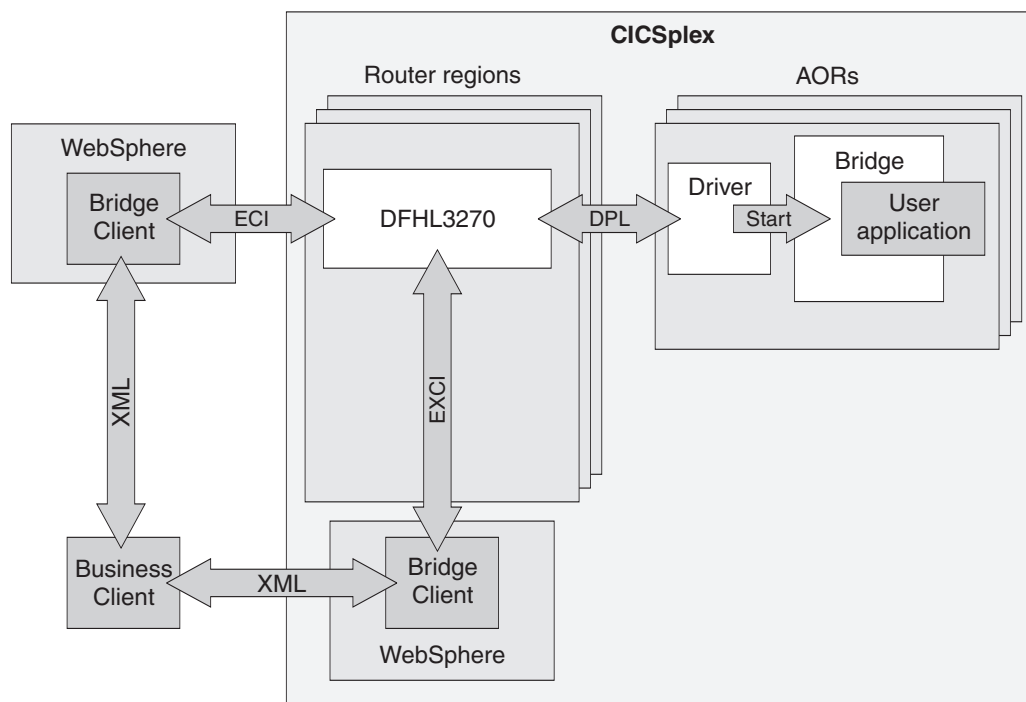 CICSplex
Router regions
AORs
WebSphere
Bridge
Client
ECI
DFHL3270
DPL
Driver
Start
Bridge
User
application
XML
EXCI
Business
Client
XML
Bridge
Client
WebSphere